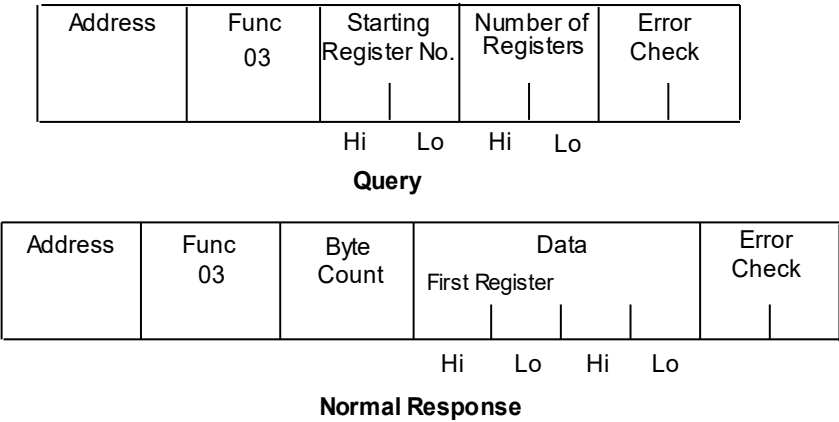 Address
Func
03
Starting
Register No.
Number of
Registers
Error
Check
Hi Lo Hi Lo
Query
Address
Func
03
Byte
Count
Data
First Register
Error
Check
Hi Lo Hi Lo
Normal Response